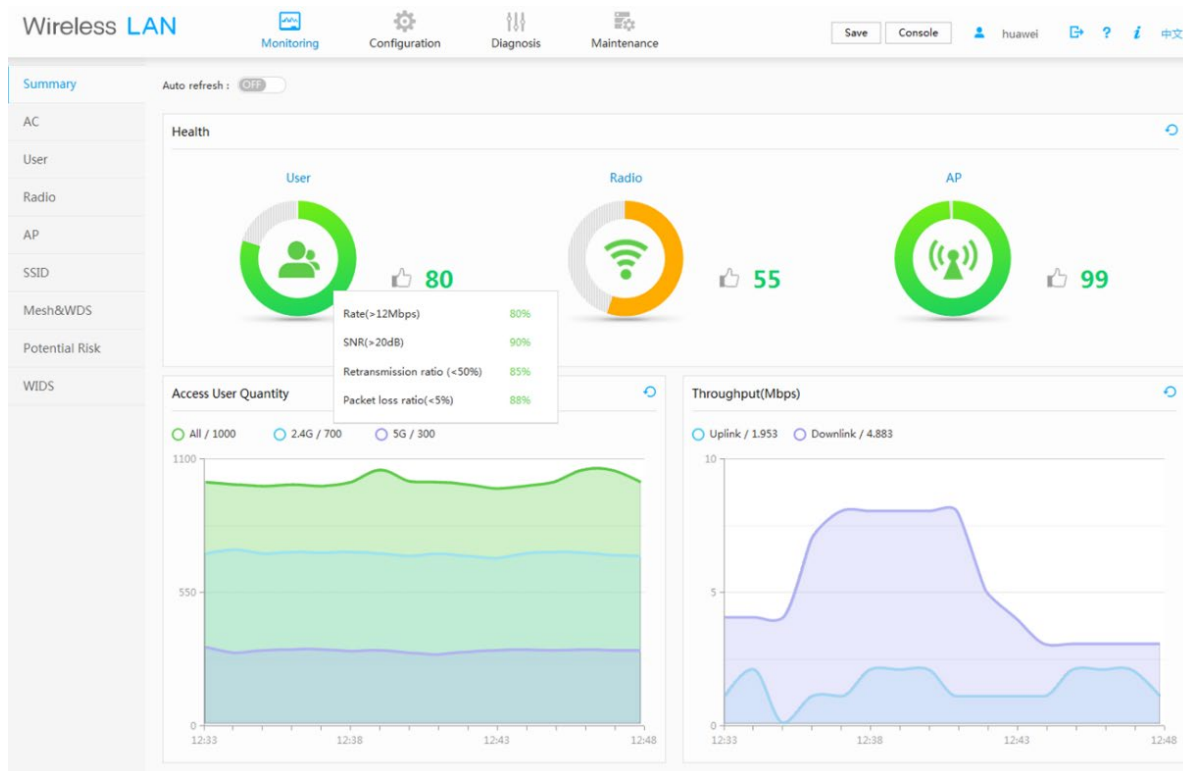 Wireless LAN
Monitoring
Configuration
Diagnosis
Maintenance
Save
Console
huawei
?
i
中文
Summary
AC
User
Radio
AP
SSID
Mesh&WDS
Potential Risk
WIDS
Auto refresh : OFF
Health
User
80
Radio
55
AP
99
Rate(>12Mbps) 80%
SNR(>20dB) 90%
Retransmission ratio (<50%) 85%
Packet loss ratio(<5%) 88%
Access User Quantity
All / 1000 2.4G / 700 5G / 300
1100
550
0
12:33 12:38 12:43 12:48
Throughput(Mbps)
Uplink / 1.953 Downlink / 4.883
10
5
0
12:33 12:38 12:43 12:48